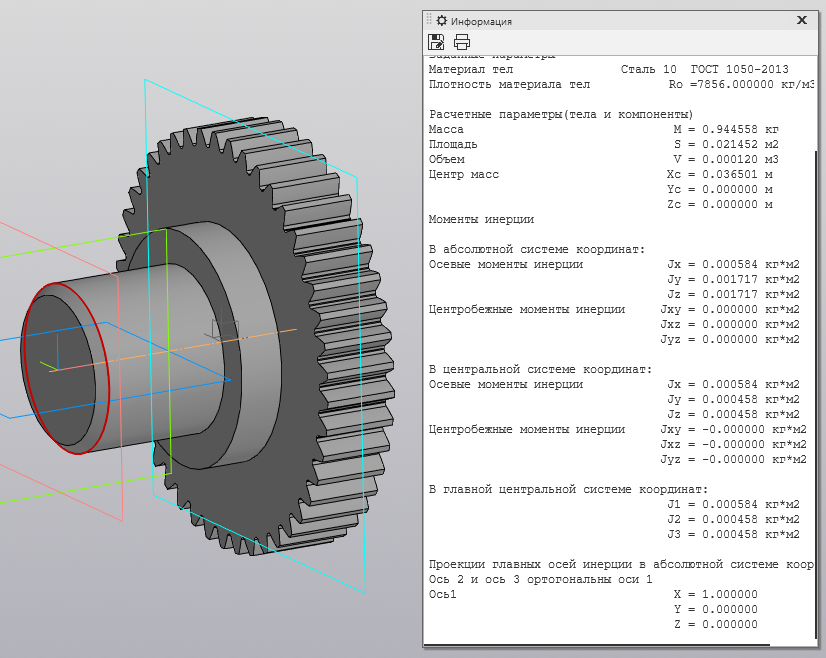 Информация
Заданные параметры
Материал тел Сталь 10 ГОСТ 1050-2013
Плотность материала тел Ro =7856.000000 кг/м3
Расчетные параметры(тела и компоненты)
Масса M = 0.944558 кг
Площадь S = 0.021452 м2
Объем V = 0.000120 м3
Центр масс Xc = 0.036501 м
Yc = 0.000000 м
Zc = 0.000000 м
Моменты инерции
В абсолютной системе координат:
Осевые моменты инерции Jx = 0.000584 кг*м2
Jy = 0.001717 кг*м2
Jz = 0.001717 кг*м2
Центробежные моменты инерции Jxy = 0.000000 кг*м2
Jxz = 0.000000 кг*м2
Jyz = 0.000000 кг*м2
В центральной системе координат:
Осевые моменты инерции Jx = 0.000584 кг*м2
Jy = 0.000458 кг*м2
Jz = 0.000458 кг*м2
Центробежные моменты инерции Jxy = -0.000000 кг*м2
Jxz = -0.000000 кг*м2
Jyz = -0.000000 кг*м2
В главной центральной системе координат:
J1 = 0.000584 кг*м2
J2 = 0.000458 кг*м2
J3 = 0.000458 кг*м2
Проекции главных осей инерции в абсолютной системе коор
Ось 2 и ось 3 ортогональны оси 1
Ось1 X = 1.000000
Y = 0.000000
Z = 0.000000